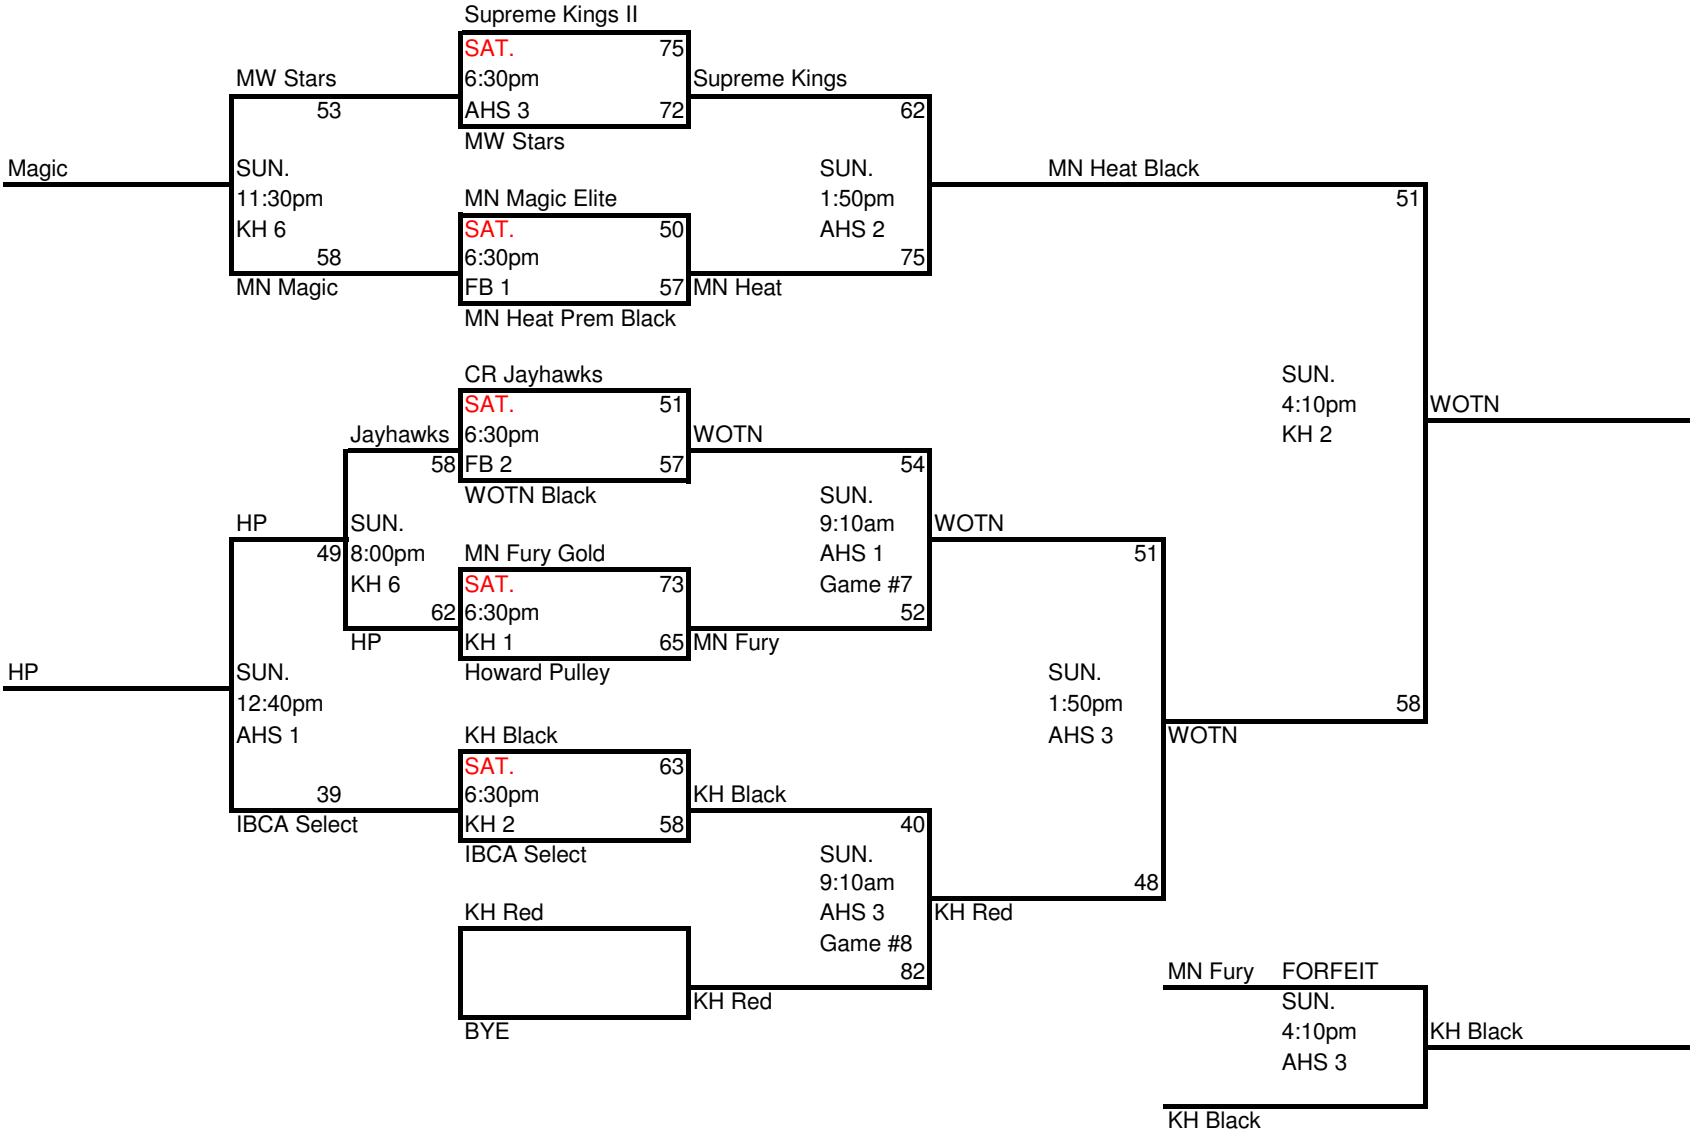 Supreme Kings II
SAT. 75
MW Stars 6:30pm Supreme Kings
53 AHS 3 72 62
MW Stars
Magic SUN. SUN. MN Heat Black
11:30pm MN Magic Elite 1:50pm 51
KH 6 SAT. 50 AHS 2
58 6:30pm 75
MN Magic FB 1 57 MN Heat
MN Heat Prem Black
CR Jayhawks SUN.
SAT. 51 4:10pm WOTN
Jayhawks 6:30pm WOTN KH 2
58 FB 2 57 54
WOTN Black SUN.
HP SUN. 9:10am WOTN
49 8:00pm MN Fury Gold AHS 1 51
KH 6 SAT. 73 Game #7
62 6:30pm 52
HP KH 1 65 MN Fury
HP SUN. Howard Pulley SUN.
12:40pm 1:50pm 58
AHS 1 KH Black AHS 3 WOTN
SAT. 63
39 6:30pm KH Black
IBCA Select KH 2 58 40
IBCA Select SUN.
9:10am 48
KH Red AHS 3 KH Red
Game #8
82 MN Fury FORFEIT
KH Red SUN.
BYE 4:10pm KH Black
AHS 3
KH Black